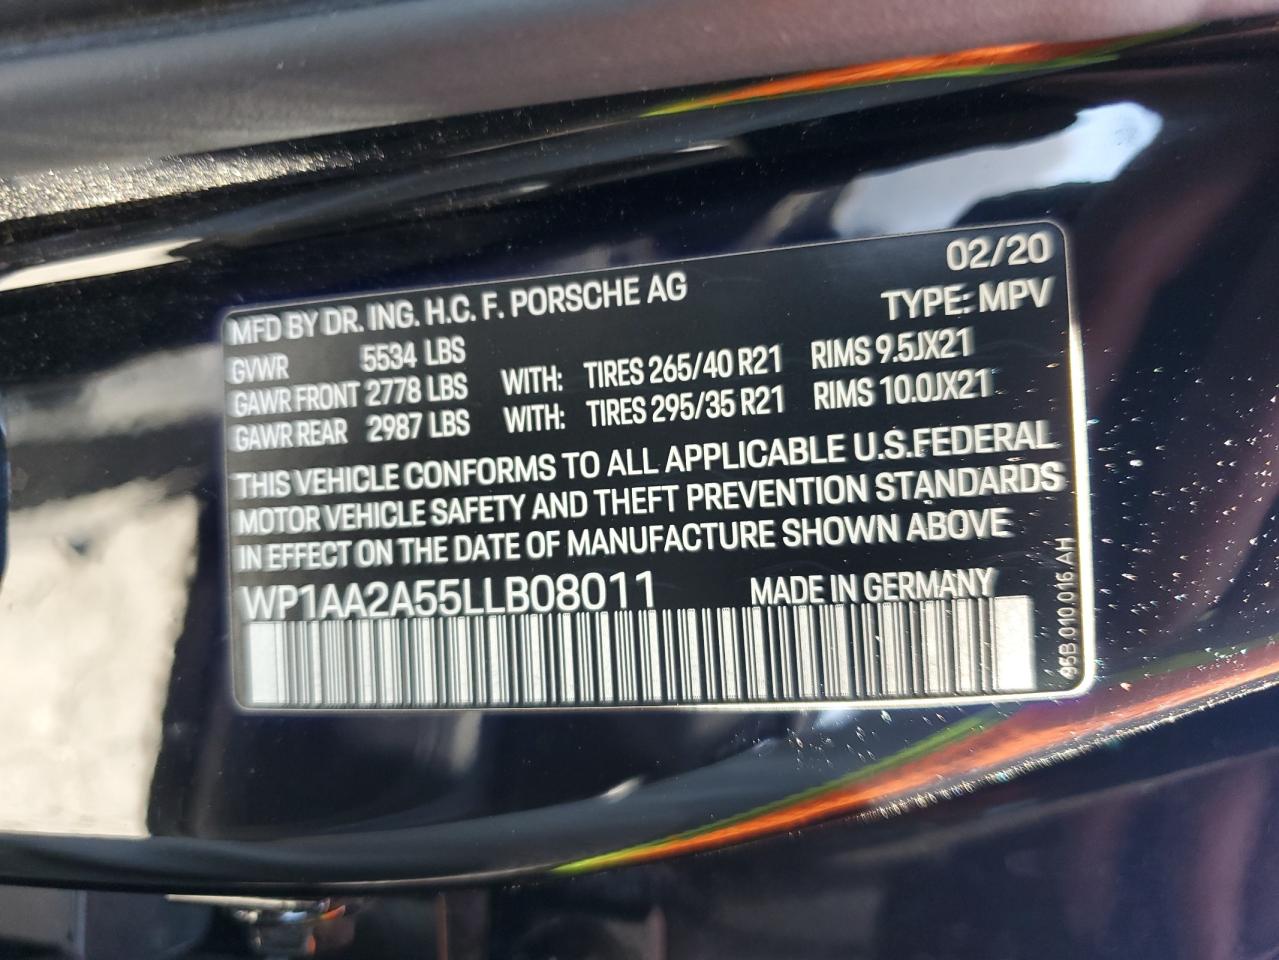 02/20
MFD BY DR. ING. H.C. F. PORSCHE AG TYPE: MPV
GVWR 5534 LBS
GAWR FRONT 2778 LBS WITH: TIRES 265/40 R21 RIMS 9.5JX21
GAWR REAR 2987 LBS WITH: TIRES 295/35 R21 RIMS 10.0JX21
THIS VEHICLE CONFORMS TO ALL APPLICABLE U.S.FEDERAL
MOTOR VEHICLE SAFETY AND THEFT PREVENTION STANDARDS
IN EFFECT ON THE DATE OF MANUFACTURE SHOWN ABOVE
WP1AA2A55LLB08011 MADE IN GERMANY
95B.010.016 AH